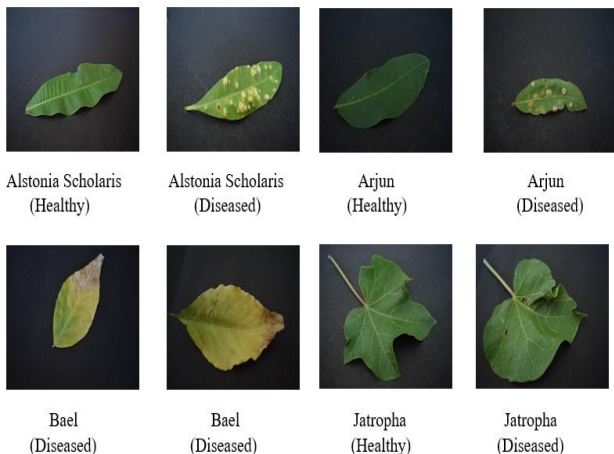 Alstonia Scholaris
(Healthy)
Alstonia Scholaris
(Diseased)
Arjun
(Healthy)
Arjun
(Diseased)
Bael
(Diseased)
Bael
(Diseased)
Jatropha
(Healthy)
Jatropha
(Diseased)